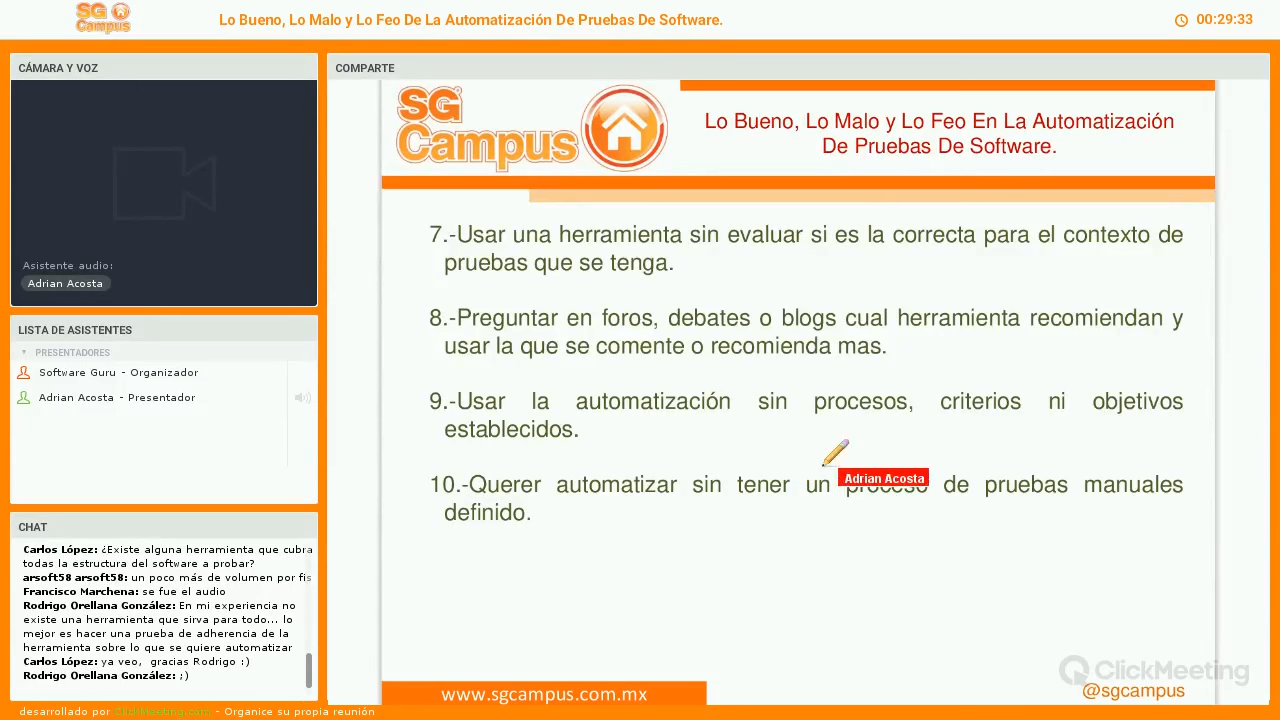 SG
Campus
Lo Bueno, Lo Malo y Lo Feo De La Automatización De Pruebas De Software.
00:29:33
CÁMARA Y VOZ
Asistente audio:
Adrian Acosta
LISTA DE ASISTENTES
PRESENTADORES
Software Guru - Organizador
Adrian Acosta - Presentador
CHAT
Carlos López: ¿Existe alguna herramienta que cubra
todas la estructura del software a probar?
arsoft58 arsoft58: un poco más de volumen por fis
Francisco Marchena: se fue el audio
Rodrigo Orellana González: En mi experiencia no
existe una herramienta que sirva para todo... lo
mejor es hacer una prueba de adherencia de la
herramienta sobre lo que se quiere automatizar
Carlos López: ya veo, gracias Rodrigo :)
Rodrigo Orellana González: ;)
desarrollado por ClickMeeting.com - Organice su propia reunión
COMPARTE
SG
Campus
Lo Bueno, Lo Malo y Lo Feo En La Automatización
De Pruebas De Software.
7.-Usar una herramienta sin evaluar si es la correcta para el contexto de
pruebas que se tenga.
8.-Preguntar en foros, debates o blogs cual herramienta recomiendan y
usar la que se comente o recomienda mas.
9.-Usar la automatización sin procesos, criterios ni objetivos
establecidos.
10.-Querer automatizar sin tener un proceso de pruebas manuales
definido.
Adrian Acosta
www.sgcampus.com.mx
ClickMeeting
@sgcampus